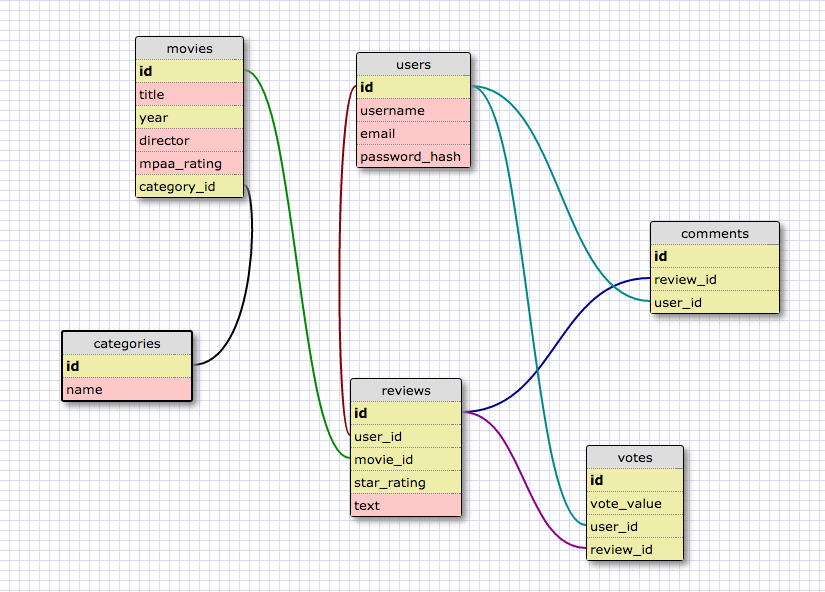 movies
id
title
year
director
mpaa_rating
category_id
users
id
username
email
password_hash
comments
id
review_id
user_id
categories
id
name
reviews
id
user_id
movie_id
star_rating
text
votes
id
vote_value
user_id
review_id